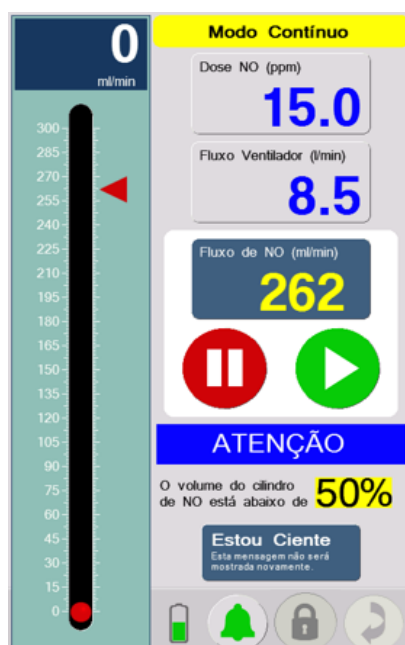 0
ml/min
300
285
270
255
240
225
210
195
180
165
150
135
120
105
90
75
60
45
30
15
0
Modo Contínuo
Dose NO (ppm)
15.0
Fluxo Ventilador (l/min)
8.5
Fluxo de NO (ml/min)
262
ATENÇÃO
O volume do cilindro
de NO está abaixo de 50%
Estou Ciente
Esta mensagem não será
mostrada novamente.